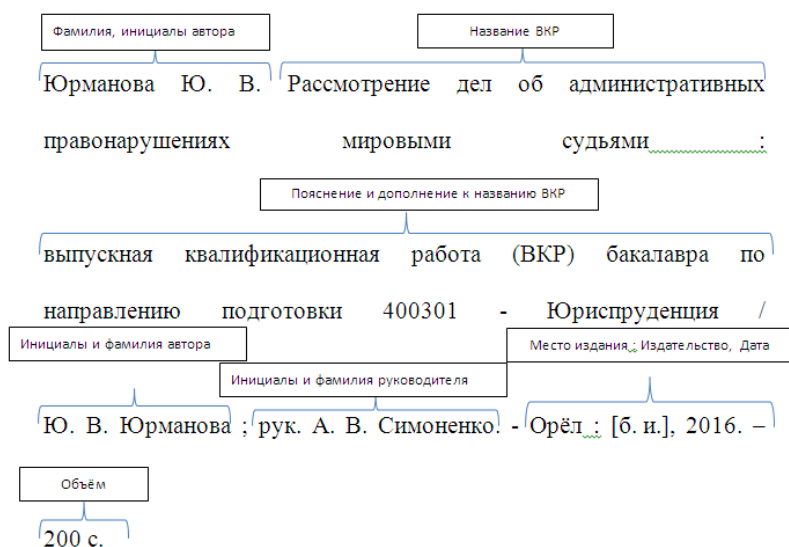 Фамилия, инициалы автора
Название ВКР
Юрманова Ю. В. Рассмотрение дел об административных
правонарушениях мировыми судьями :
Пояснение и дополнение к названию ВКР
выпускная квалификационная работа (ВКР) бакалавра по
направлению подготовки 400301 - Юриспруденция /
Инициалы и фамилия автора
Место издания : Издательство, Дата
Инициалы и фамилия руководителя
Ю. В. Юрманова ; рук. А. В. Симоненко. - Орёл : [б. и.], 2016. –
Объём
200 с.